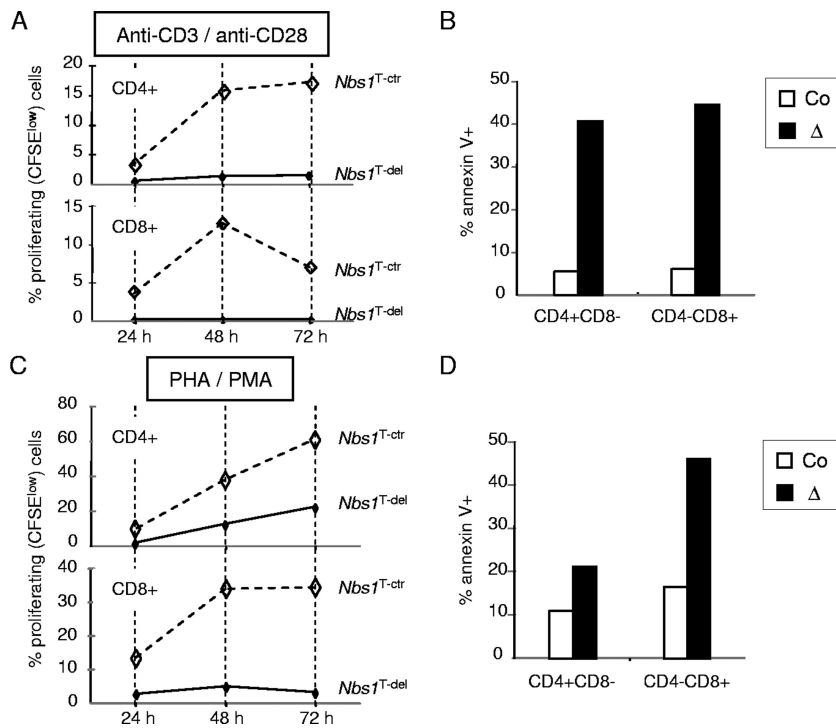 A
Anti-CD3 / anti-CD28
% proliferating (CFSElow) cells
20
15
10
5
0
CD4+
Nbs1T-ctr
Nbs1T-del
15
10
5
0
CD8+
Nbs1T-ctr
Nbs1T-del
24 h 48 h 72 h
B
% annexin V+
50
40
30
20
10
0
CD4+CD8- CD4-CD8+
Co
Δ
C
PHA / PMA
% proliferating (CFSElow) cells
80
60
40
20
0
CD4+
Nbs1T-ctr
Nbs1T-del
40
30
20
10
0
CD8+
Nbs1T-ctr
Nbs1T-del
24 h 48 h 72 h
D
% annexin V+
50
40
30
20
10
0
CD4+CD8- CD4-CD8+
Co
Δ